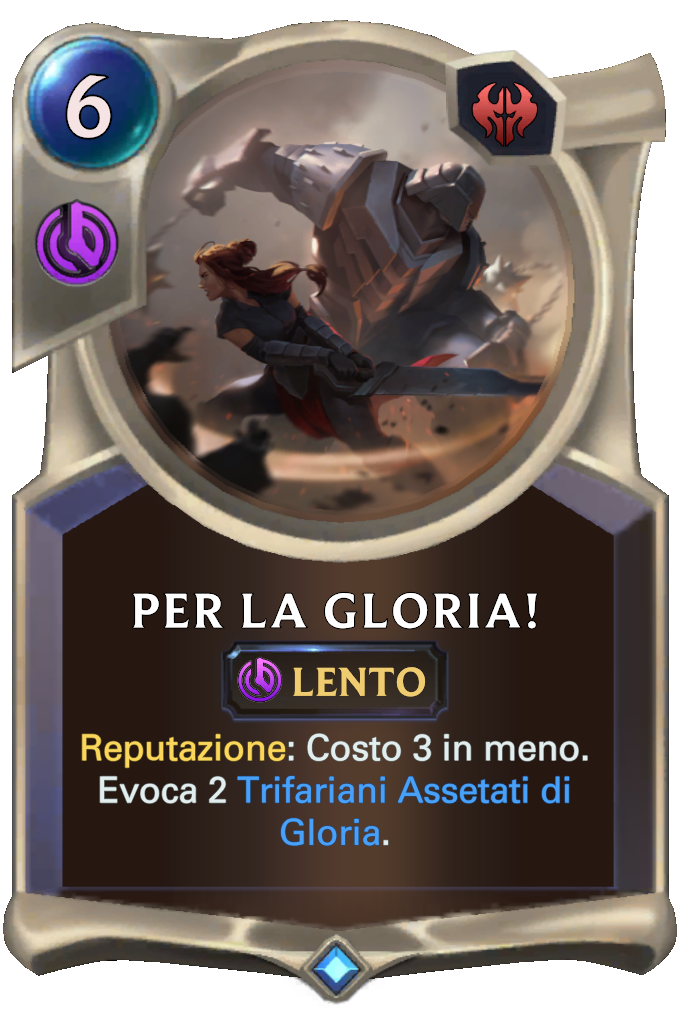 6
PER LA GLORIA!
LENTO
Reputazione: Costo 3 in meno.
Evoca 2 Trifariani Assetati di
Gloria.